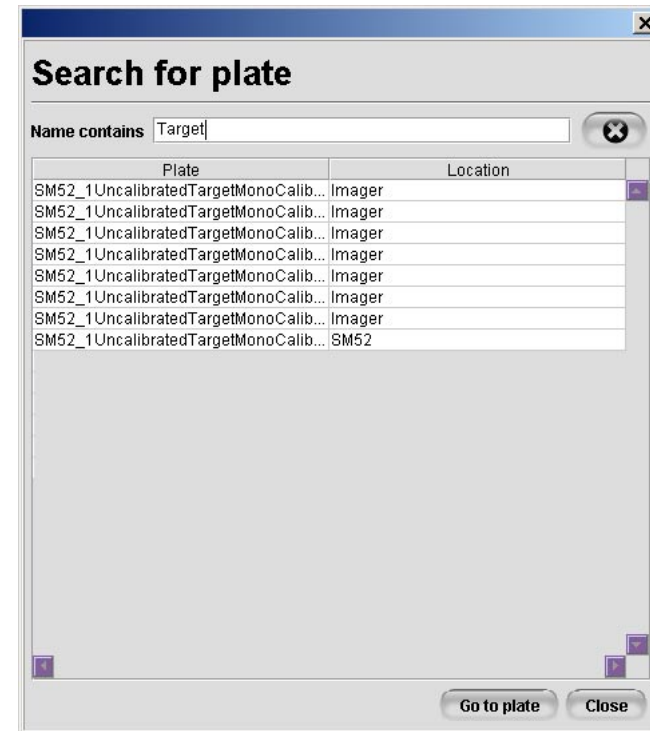 Search for plate
Name contains Target
Plate Location
SM52_1UncalibratedTargetMonoCalib... Imager
SM52_1UncalibratedTargetMonoCalib... Imager
SM52_1UncalibratedTargetMonoCalib... Imager
SM52_1UncalibratedTargetMonoCalib... Imager
SM52_1UncalibratedTargetMonoCalib... Imager
SM52_1UncalibratedTargetMonoCalib... Imager
SM52_1UncalibratedTargetMonoCalib... Imager
SM52_1UncalibratedTargetMonoCalib... SM52
Go to plate Close